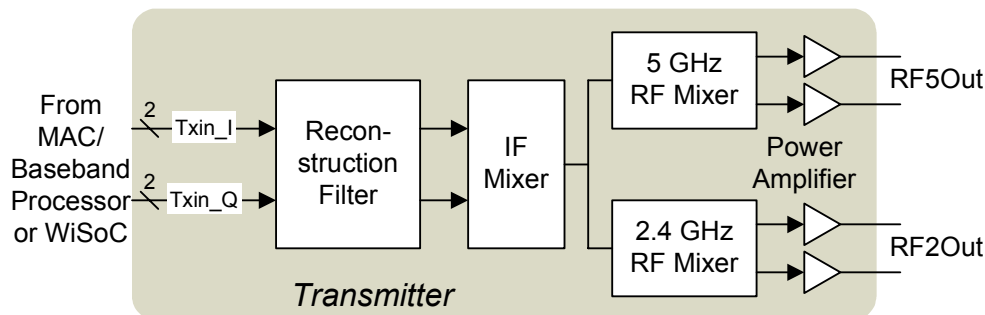 From
MAC/
Baseband
Processor
or WiSoC
2
Txin_I
2
Txin_Q
Recon-
struction
Filter
IF
Mixer
5 GHz
RF Mixer
2.4 GHz
RF Mixer
Power
Amplifier
RF5Out
RF2Out
Transmitter